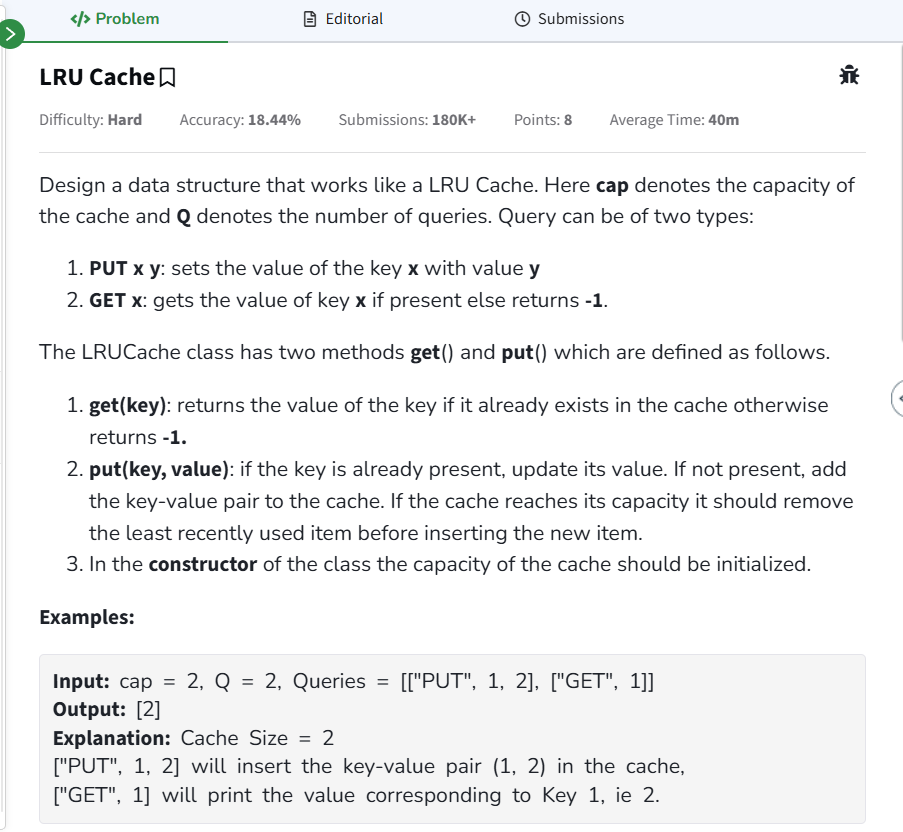 </> Problem
Editorial
Submissions
LRU Cache
Difficulty: Hard Accuracy: 18.44% Submissions: 180K+ Points: 8 Average Time: 40m
Design a data structure that works like a LRU Cache. Here cap denotes the capacity of
the cache and Q denotes the number of queries. Query can be of two types:
1. PUT x y: sets the value of the key x with value y
2. GET x: gets the value of key x if present else returns -1.
The LRUCache class has two methods get() and put() which are defined as follows.
1. get(key): returns the value of the key if it already exists in the cache otherwise
returns -1.
2. put(key, value): if the key is already present, update its value. If not present, add
the key-value pair to the cache. If the cache reaches its capacity it should remove
the least recently used item before inserting the new item.
3. In the constructor of the class the capacity of the cache should be initialized.
Examples:
Input: cap = 2, Q = 2, Queries = [["PUT", 1, 2], ["GET", 1]]
Output: [2]
Explanation: Cache Size = 2
["PUT", 1, 2] will insert the key-value pair (1, 2) in the cache,
["GET", 1] will print the value corresponding to Key 1, ie 2.